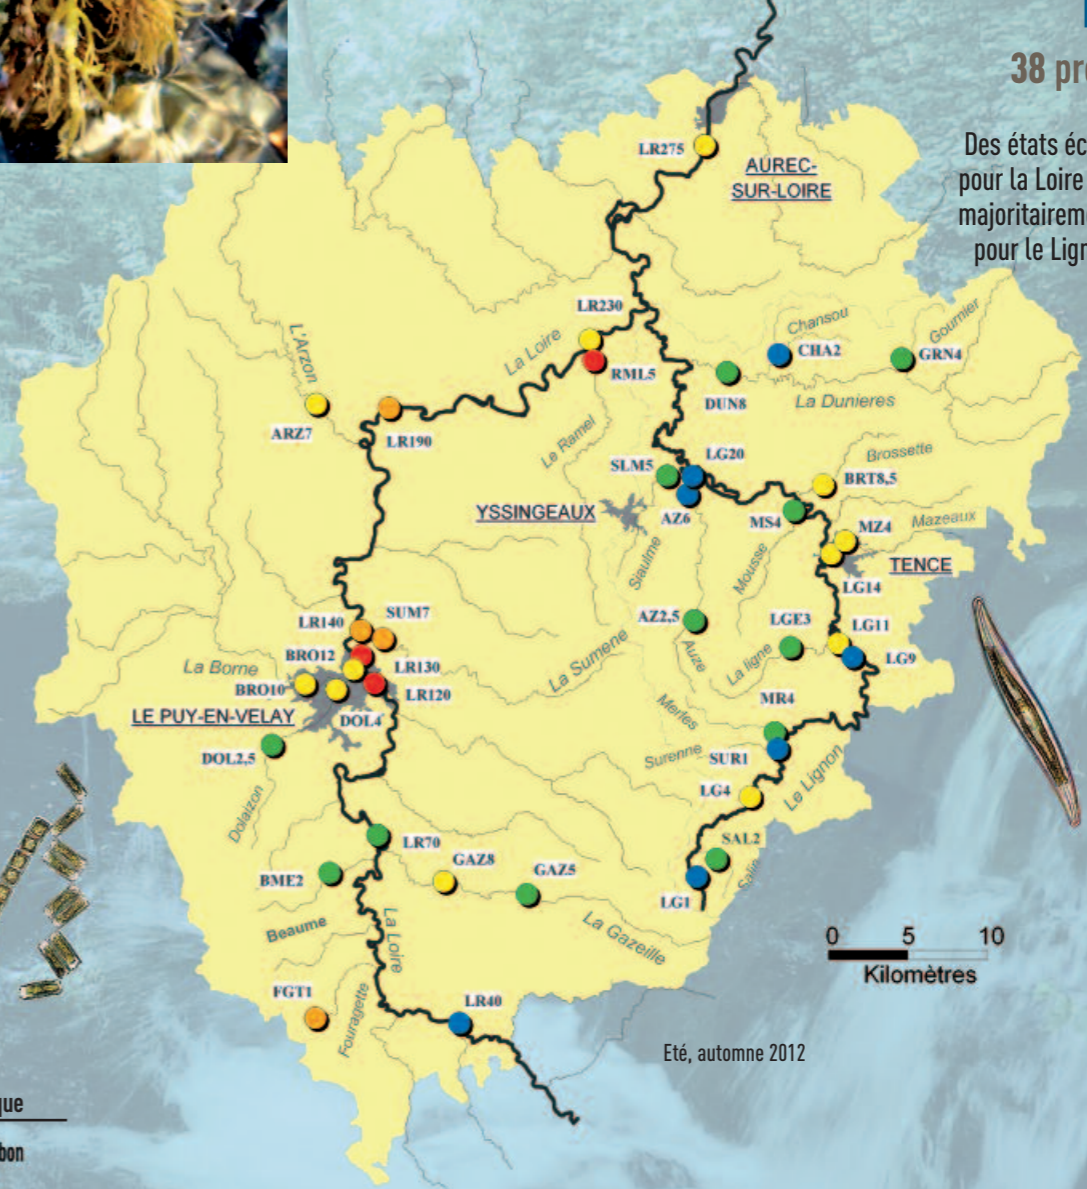 38 pr
Des états éc
pour la Loire
majoritairem
pour le Lign
LR275
AUREC-
SUR-LOIRE
LR230
Chansou
Gournier
L'Arzon
La Loire
CHA2
GRN4
RML5
DUN8
La Dunieres
ARZ7
LR190
Le Ramel
Brossette
SLM5
LG20
BRT8,5
YSSINGEAUX
AZ6
MS4
MZ4
Mazeaux
Siaulme
Mousse
TENCE
LG14
LR140
SUM7
AZ2,5
LGE3
LG11
BRO12
La Borne
LR130
La Sumene
Auze
La ligne
LG9
BRO10
LR120
MR4
LE PUY-EN-VELAY
DOL4
Merfes
DOL2,5
Surenne
SUR1
Le Lignon
LG4
Dolaizon
LR70
SAL2
GAZ8
GAZ5
BME2
LG1
Beaume
La Loire
La Gazeille
0 5 10
Kilomètres
FGT1
Fouragette
LR40
Eté, automne 2012
que
bon